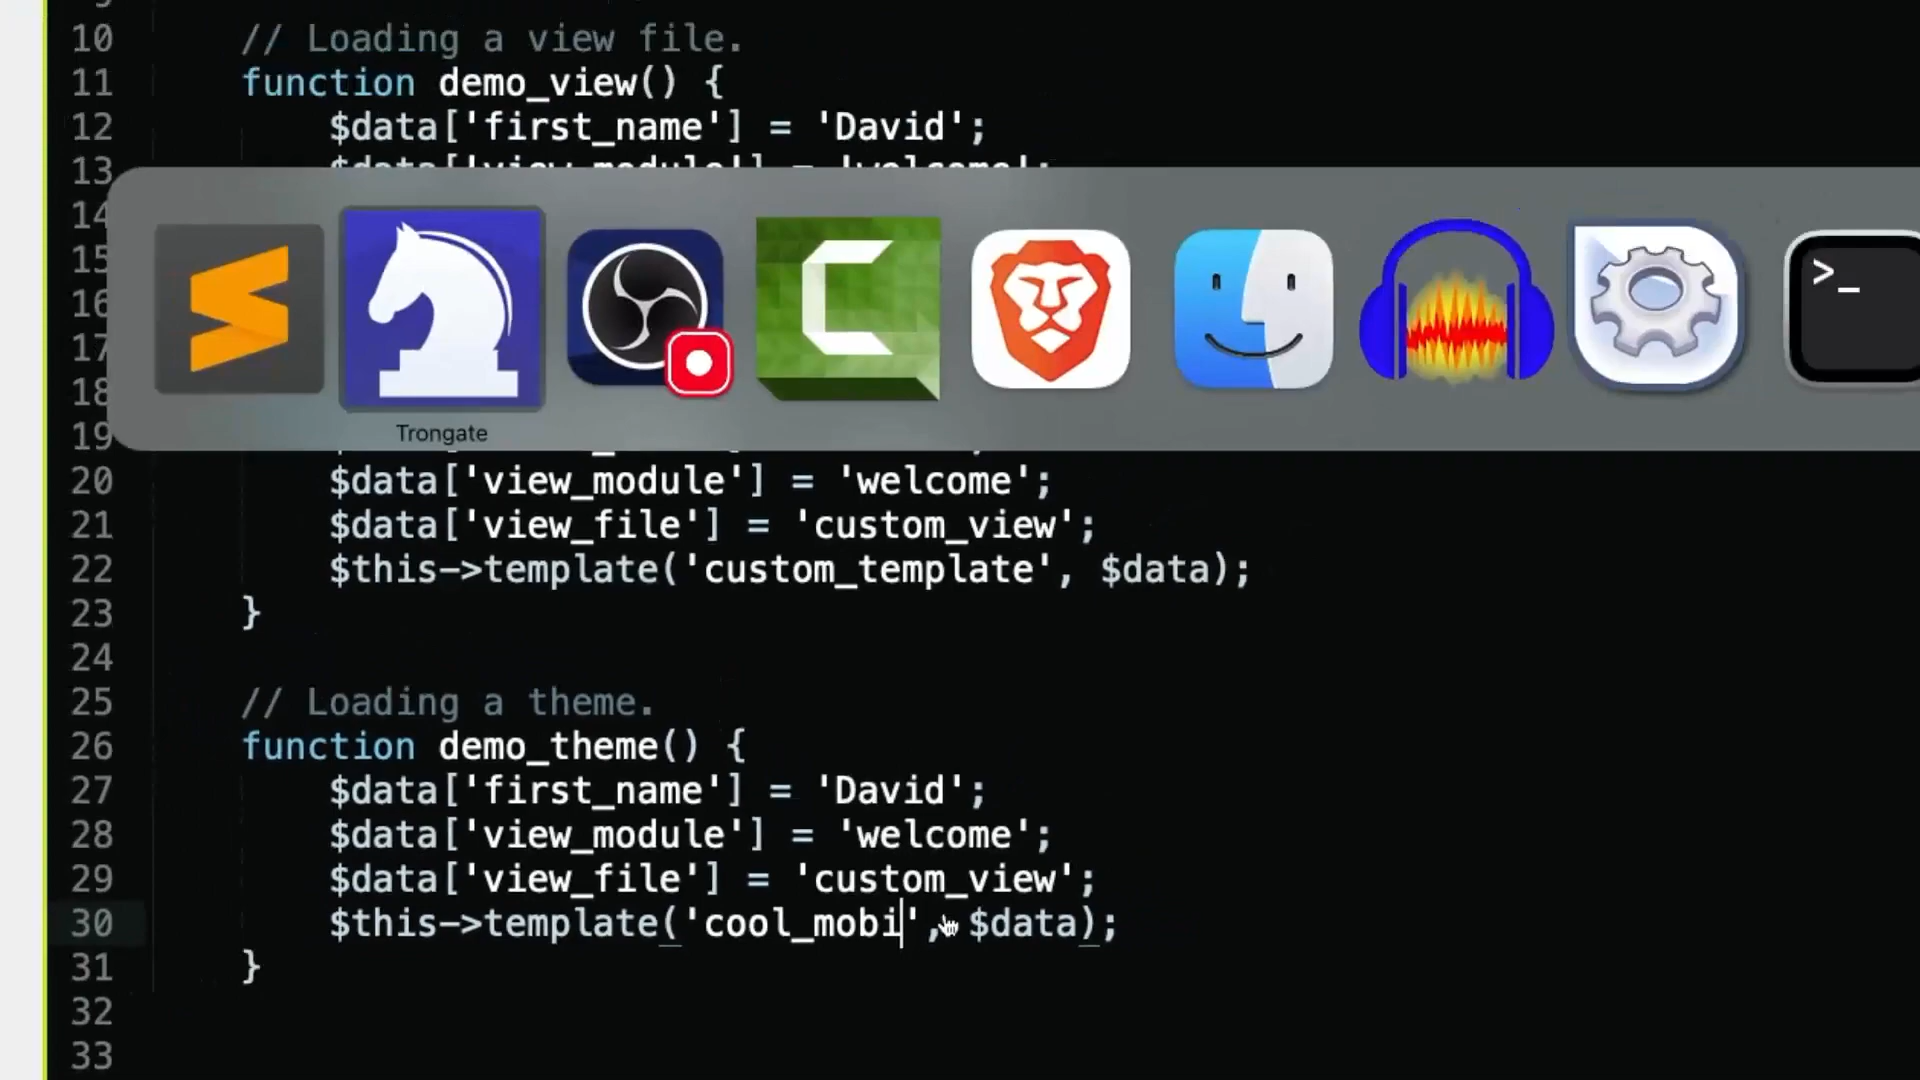 10 // Loading a view file.
11 function demo_view() {
12 $data['first_name'] = 'David';
13 $data['view_module'] = 'welcome';
14
15
16
17
18
>_
Trongate
19
20 $data['view_module'] = 'welcome';
21 $data['view_file'] = 'custom_view';
22 $this->template('custom_template', $data);
23 }
24
25 // Loading a theme.
26 function demo_theme() {
27 $data['first_name'] = 'David';
28 $data['view_module'] = 'welcome';
29 $data['view_file'] = 'custom_view';
30 $this->template('cool_mobi', $data);
31 }
32
33